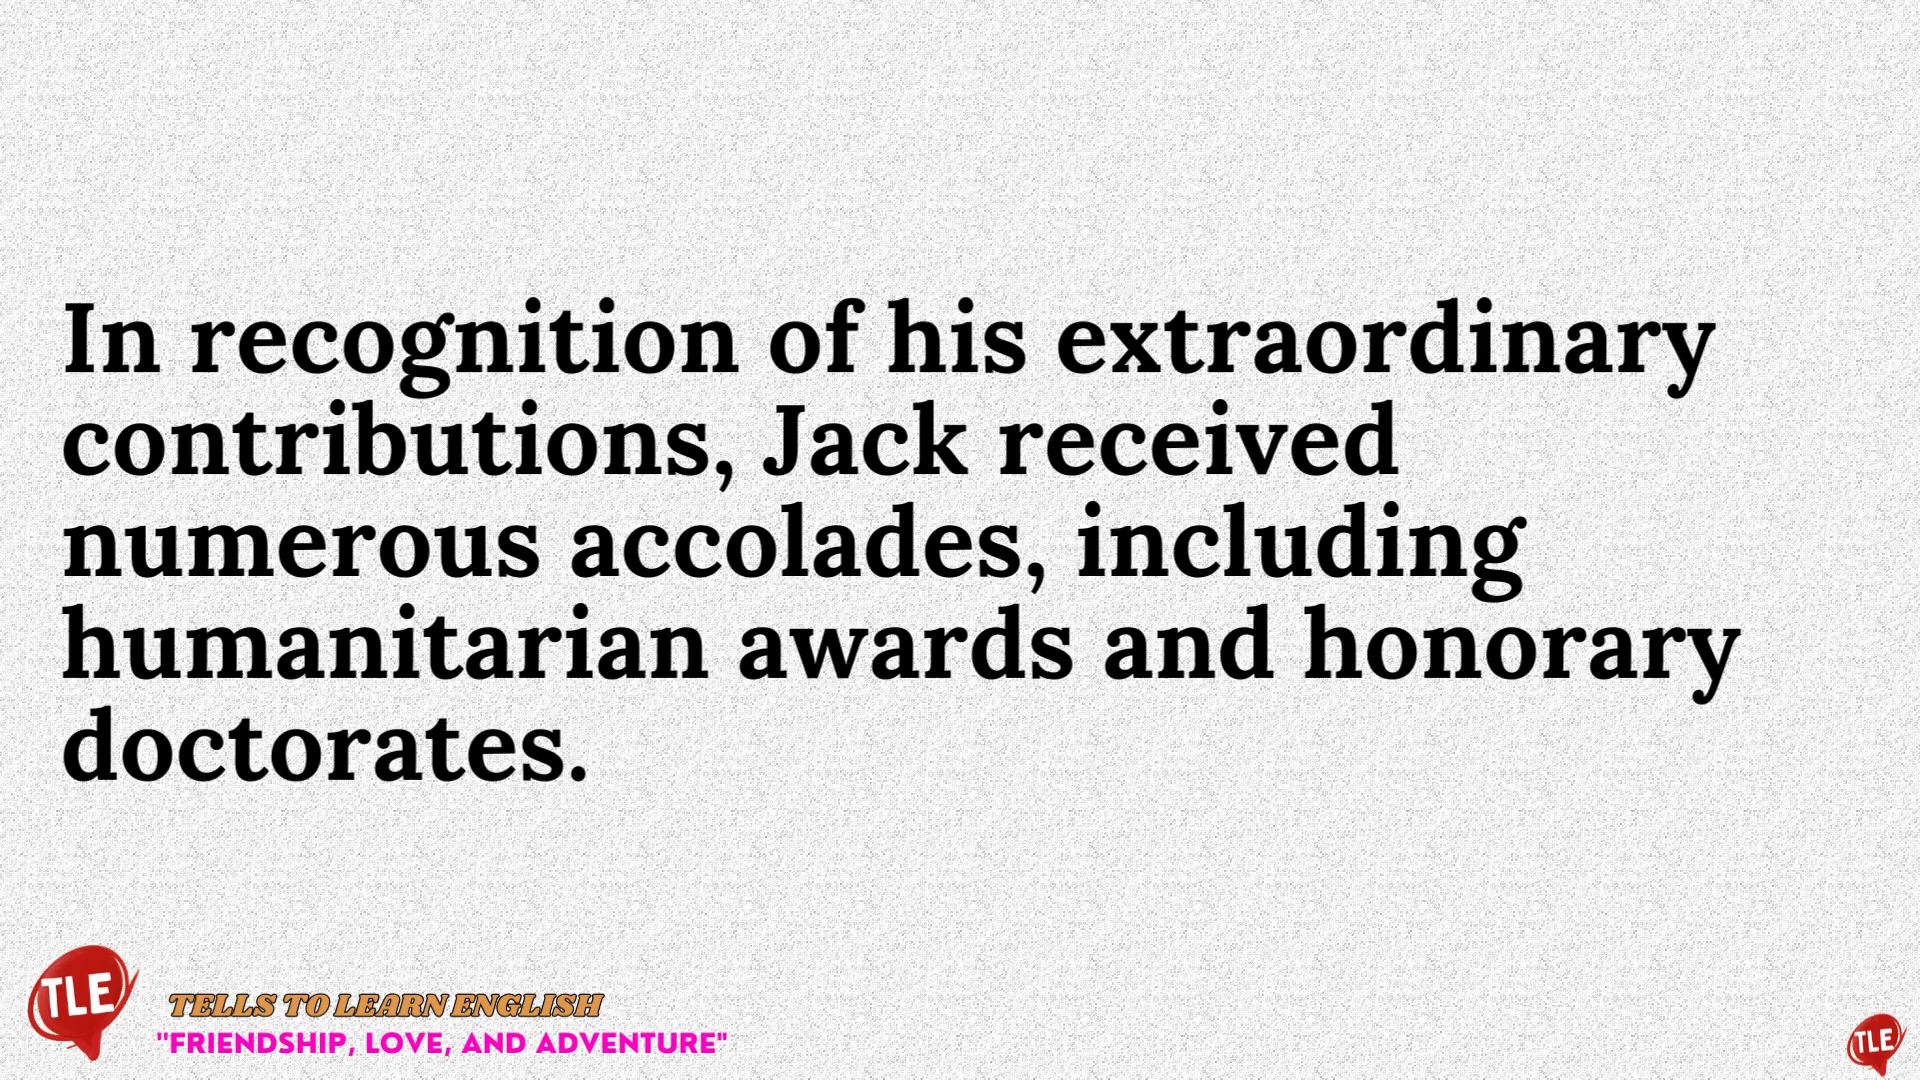 In recognition of his extraordinary
contributions, Jack received
numerous accolades, including
humanitarian awards and honorary
doctorates.
TLE
TELLS TO LEARN ENGLISH
"FRIENDSHIP, LOVE, AND ADVENTURE"
TLE